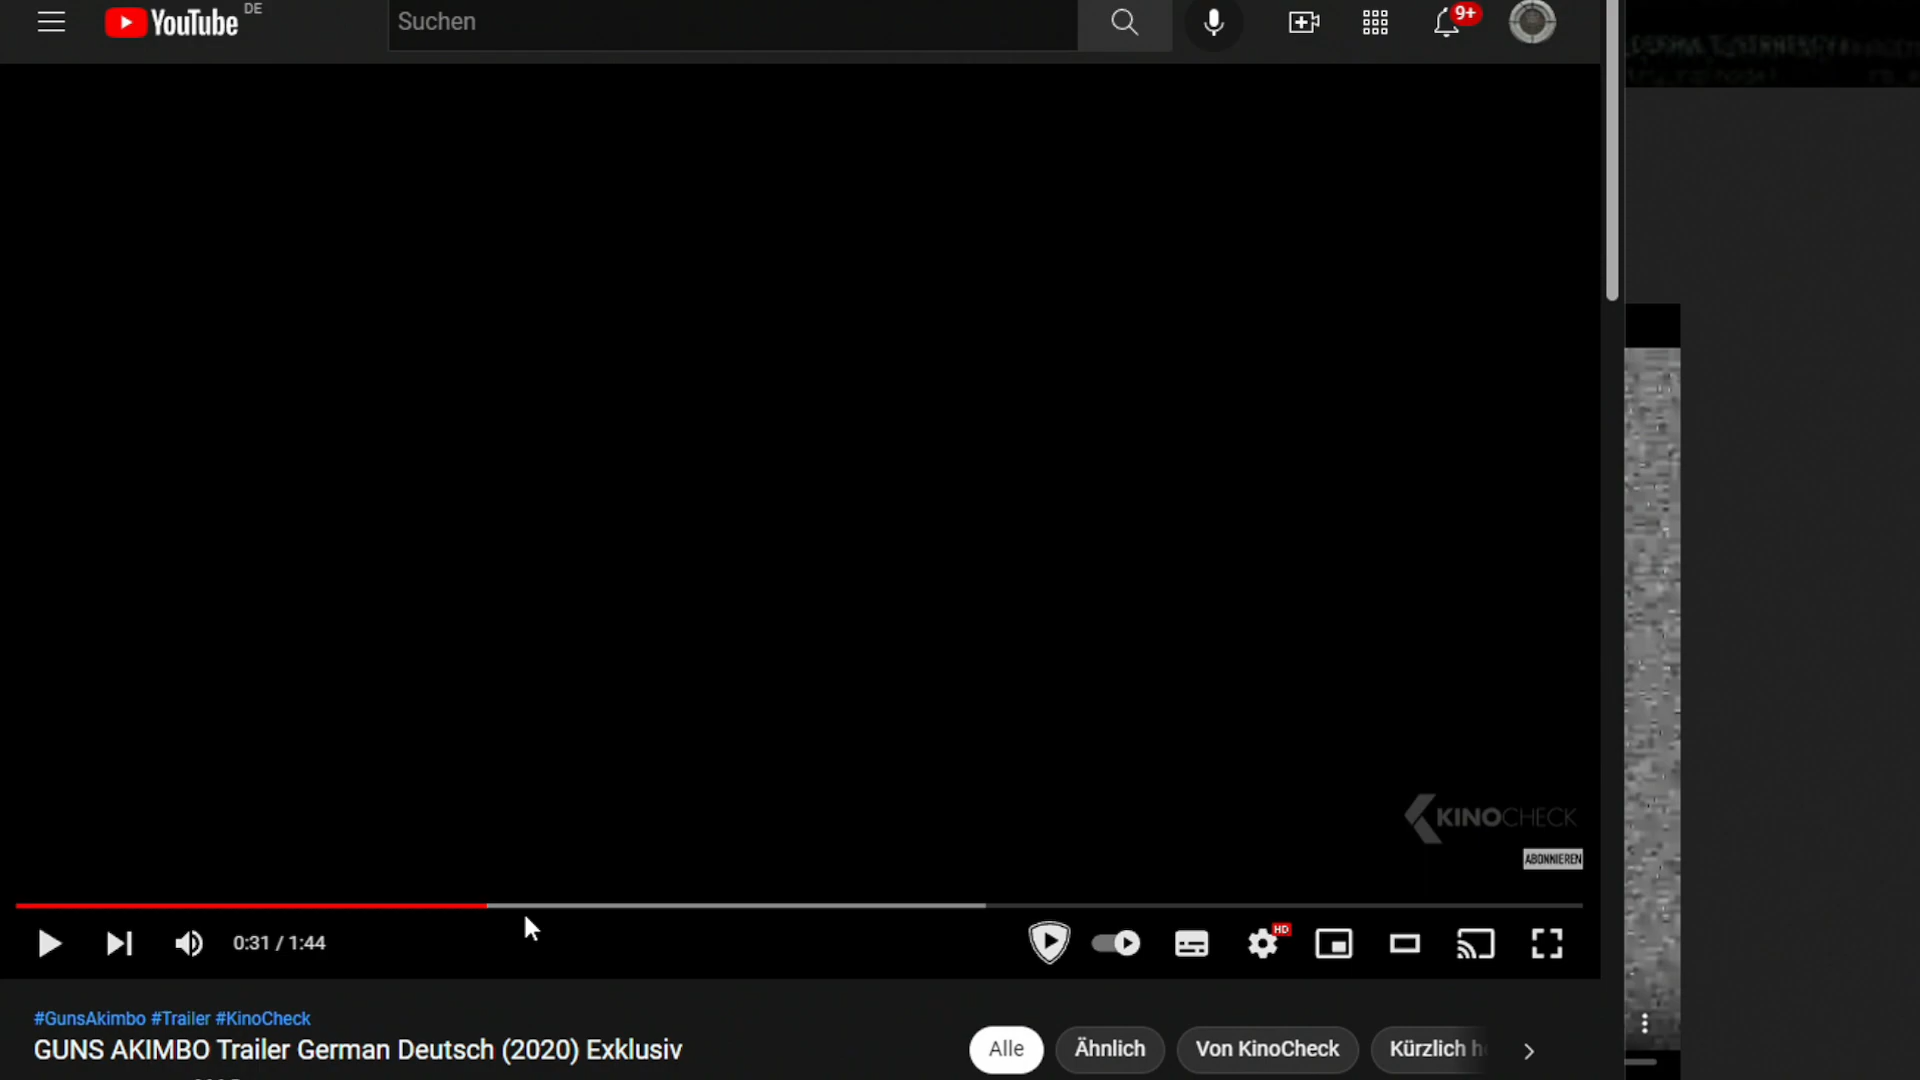 YouTube DE
Suchen
9+
KINOCHECK
ABONNIEREN
0:31 / 1:44
HD
#GunsAkimbo #Trailer #KinoCheck
GUNS AKIMBO Trailer German Deutsch (2020) Exklusiv
Alle
Ähnlich
Von KinoCheck
Kürzlich h